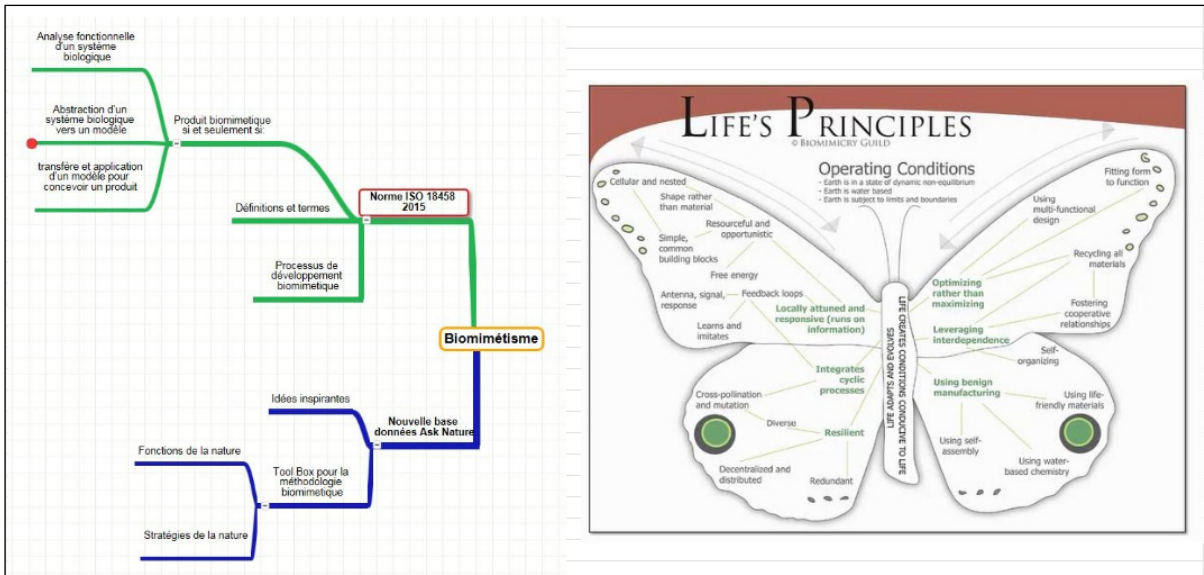 Analyse fonctionnelle
d'un système
biologique
Abstraction d'un
système biologique
vers un modèle
transfère et application
d'un modèle pour
concevoir un produit
Produit biomimetique
si et seulement si:
Norme ISO 18458
2015
Définitions et termes
Processus de
développement
biomimetique
Biomimétisme
Idées inspirantes
Nouvelle base
données Ask Nature
Fonctions de la nature
Tool Box pour la
méthodologie
biomimetique
Stratégies de la nature
LIFE'S PRINCIPLES
© BIOMIMICRY GUILD
Operating Conditions
- Earth is in a state of dynamic non-equilibrium
- Earth is water based
- Earth is subject to limits and boundaries
Cellular and nested
Shape rather
than material
Resourceful and
opportunistic
Simple,
common
building blocks
Free energy
Antenna, signal,
response
Feedback loops
Learns and
imitates
Locally attuned and
responsive (runs on
information)
Integrates
cyclic
processes
Cross-pollination
and mutation
Diverse
Resilient
Decentralized and
distributed
Redundant
LIFE ADAPTS AND EVOLVES
LIFE CREATES CONDITIONS CONDUCTIVE TO LIFE
Fitting form
to function
Using
multi-functional
design
Recycling all
materials
Optimizing
rather than
maximizing
Fostering
cooperative
relationships
Leveraging
interdependence
Self-
organizing
Using benign
manufacturing
Using life-
friendly materials
Using self-
assembly
Using water-
based chemistry